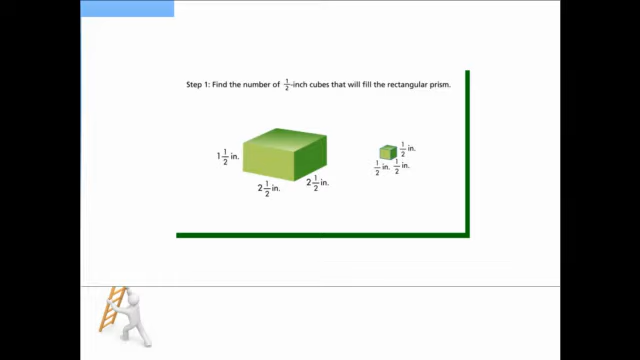 Step 1: Find the number of 1/2-inch cubes that will fill the rectangular prism.
1 1/2 in.
2 1/2 in.
2 1/2 in.
1/2 in.
1/2 in.
1/2 in.